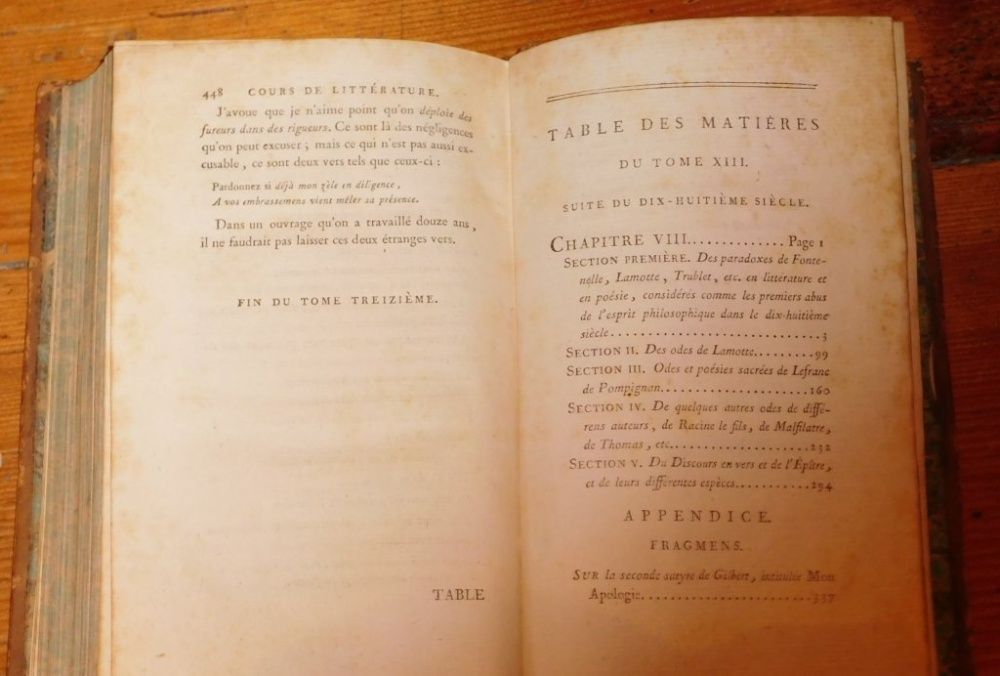 448 COURS DE LITTÉRATURE.
J'avoue que je n'aime point qu'on déploie des
fureurs dans des rigueurs. Ce sont là des négligences
qu'on peut excuser ; mais ce qui n'est pas aussi ex-
cusable , ce sont deux vers tels que ceux-ci :
Pardonnez si déjà mon zèle en diligence ,
A vos embrassemens vient mêler sa présence.
Dans un ouvrage qu'on a travaillé douze ans ,
il ne faudrait pas laisser ces deux étranges vers.
FIN DU TOME TREIZIÈME.
TABLE
TABLE DES MATIÈRES
DU TOME XIII.
SUITE DU DIX-HUITIÈME SIÈCLE.
CHAPITRE VIII............. Page 1
SECTION PREMIÈRE. Des paradoxes de Fonte-
nelle, Lamotte , Trublet , etc. en littérature et
en poésie , considérés comme les premiers abus
de l'esprit philosophique dans le dix-huitième
siècle........................3
SECTION II. Des odes de Lamotte.........99
SECTION III. Odes et poésies sacrées de Lefranc
de Pompignan.................160
SECTION IV. De quelques autres odes de diffé-
rens auteurs , de Racine le fils, de Malfilatre,
de Thomas , etc................232
SECTION V. Du Discours en vers et de l'Épître,
et de leurs différentes espèces...........294
APPENDICE.
FRAGMENS.
SUR la seconde satyre de Gilbert, intitulée Mon
Apologie.....................337